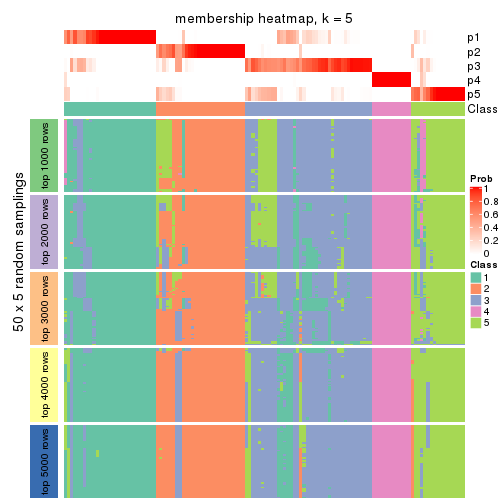 membership heatmap, k = 5
p1
p2
p3
p4
p5
Class
50 x 5 random samplings
top 1000 rows
top 2000 rows
top 3000 rows
top 4000 rows
top 5000 rows
Prob
1
0.8
0.6
0.4
0.2
0
Class
1
2
3
4
5